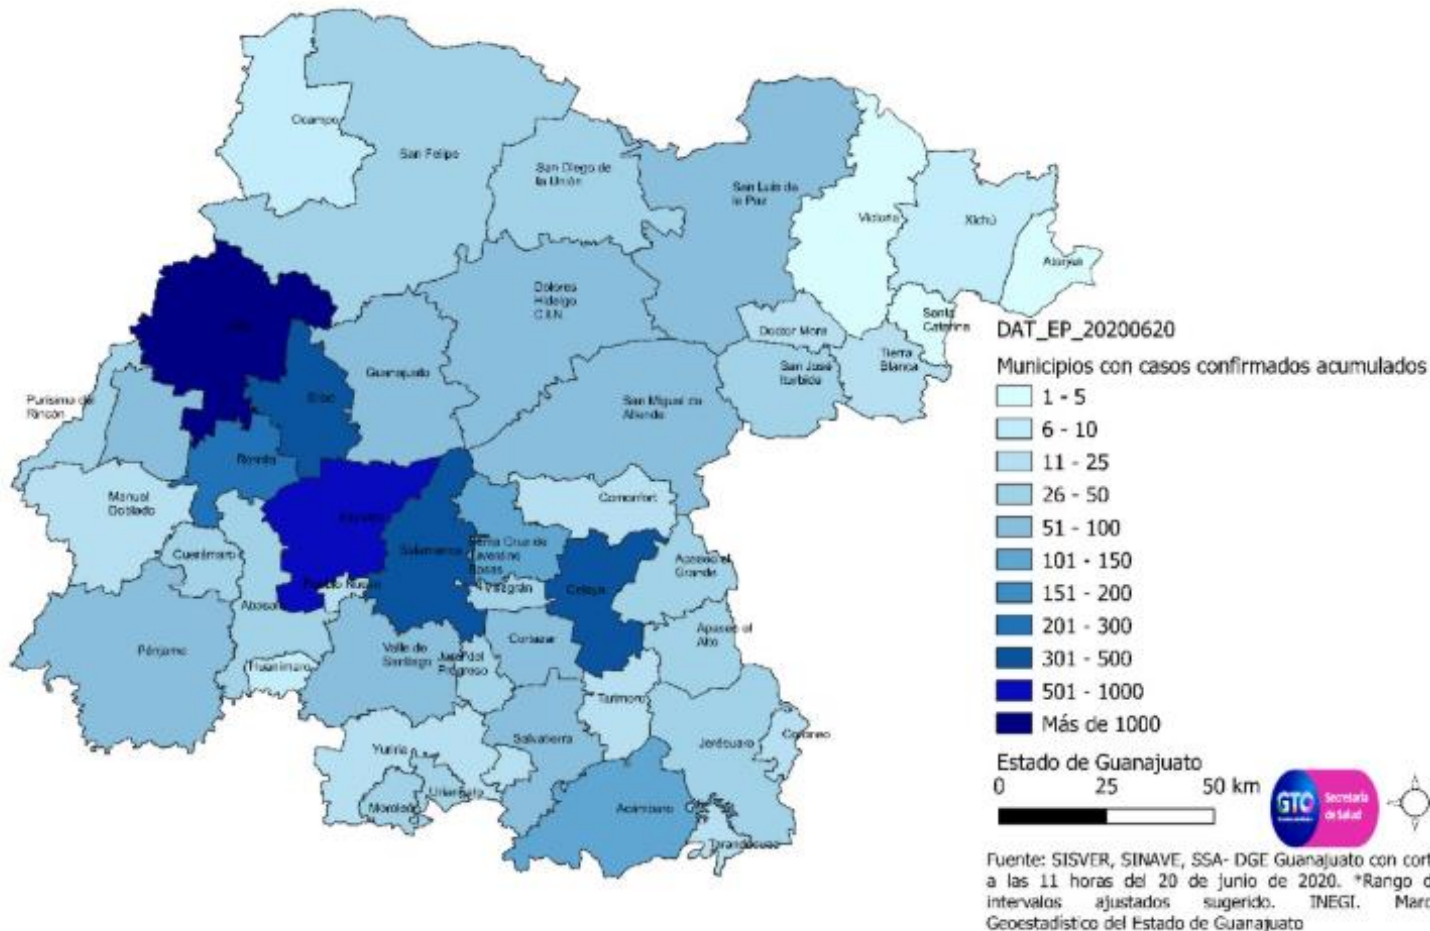 Ocampo
San Felipe
San Diego de
la Unión
San Luis de
la Paz
Victoria
Xichú
Atarjea
Dolores
Hidalgo
C.I.N.
Santa
Catarina
Doctor Mora
Tierra
Blanca
San José
Iturbide
Guanajuato
Silao
San Miguel de
Allende
Purísima del
Rincón
Romita
Manuel
Doblado
Comonfort
Irapuato
Salamanca
Santa Cruz de
Juventino
Rosas
Cuerámaro
Apaseo el
Grande
Pueblo Nuevo
Villagrán
Celaya
Abasolo
Apaseo el
Alto
Pénjamo
Cortazar
Valle de
Santiago
Jaral del
Progreso
Huanímaro
Tarimoro
Salvatierra
Jerécuaro
Coroneo
Yuriria
Uriangato
Moroleón
Acámbaro
Tarandacuao
DAT_EP_20200620
Municipios con casos confirmados acumulados
1 - 5
6 - 10
11 - 25
26 - 50
51 - 100
101 - 150
151 - 200
201 - 300
301 - 500
501 - 1000
Más de 1000
Estado de Guanajuato
0 25 50 km
GTO
Secretaría
de Salud
Fuente: SISVER, SINAVE, SSA- DGE Guanajuato con cort
a las 11 horas del 20 de junio de 2020. *Rango d
intervalos ajustados sugerido. INEGI. Marc
Geoestadístico del Estado de Guanajuato